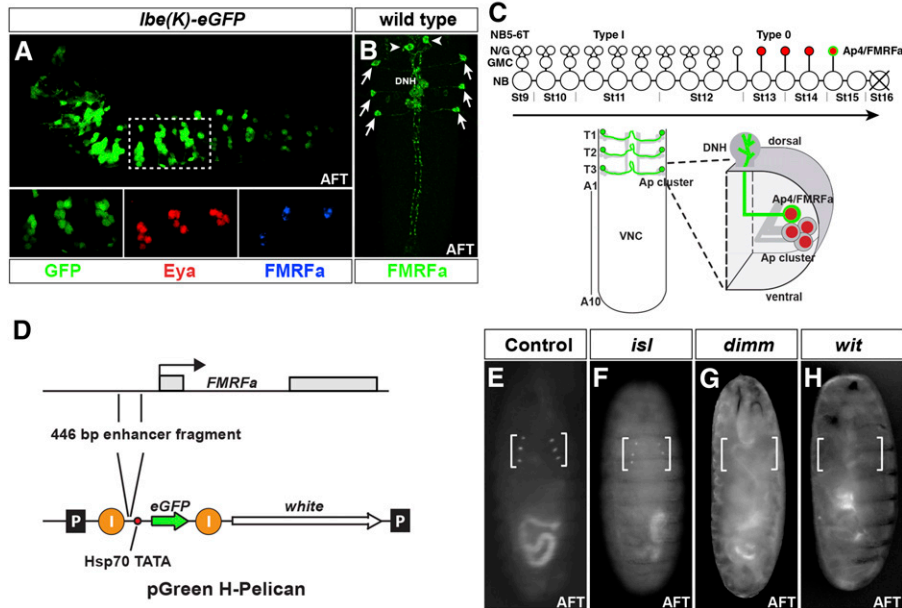 lbe(K)-eGFP
wild type
A
AFT
GFP
Eya
FMRFa
B
DNH
AFT
FMRFa
C
NB5-6T
Type I
Type 0
N/G
GMC
NB
Ap4/FMRFa
St9
St10
St11
St12
St13
St14
St15
St16
T1
T2
T3
A1
Ap cluster
VNC
A10
DNH
dorsal
Ap4/FMRFa
Ap cluster
ventral
D
FMRFa
446 bp enhancer fragment
P
I
eGFP
I
white
P
Hsp70 TATA
pGreen H-Pelican
Control
isl
dimm
wit
E
F
G
H
AFT
AFT
AFT
AFT